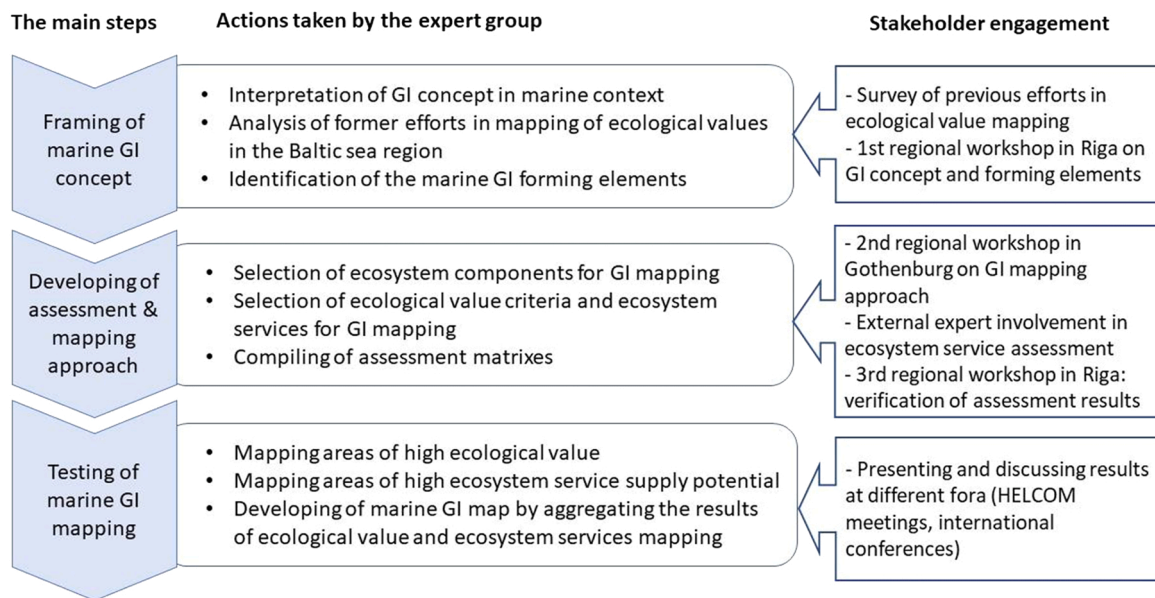 The main steps
Actions taken by the expert group
Stakeholder engagement
Framing of
marine GI
concept
• Interpretation of GI concept in marine context
• Analysis of former efforts in mapping of ecological values
in the Baltic sea region
• Identification of the marine GI forming elements
- Survey of previous efforts in
ecological value mapping
- 1st regional workshop in Riga on
GI concept and forming elements
Developing of
assessment &
mapping
approach
• Selection of ecosystem components for GI mapping
• Selection of ecological value criteria and ecosystem
services for GI mapping
• Compiling of assessment matrixes
- 2nd regional workshop in
Gothenburg on GI mapping
approach
- External expert involvement in
ecosystem service assessment
- 3rd regional workshop in Riga:
verification of assessment results
Testing of
marine GI
mapping
• Mapping areas of high ecological value
• Mapping areas of high ecosystem service supply potential
• Developing of marine GI map by aggregating the results
of ecological value and ecosystem services mapping
- Presenting and discussing results
at different fora (HELCOM
meetings, international
conferences)